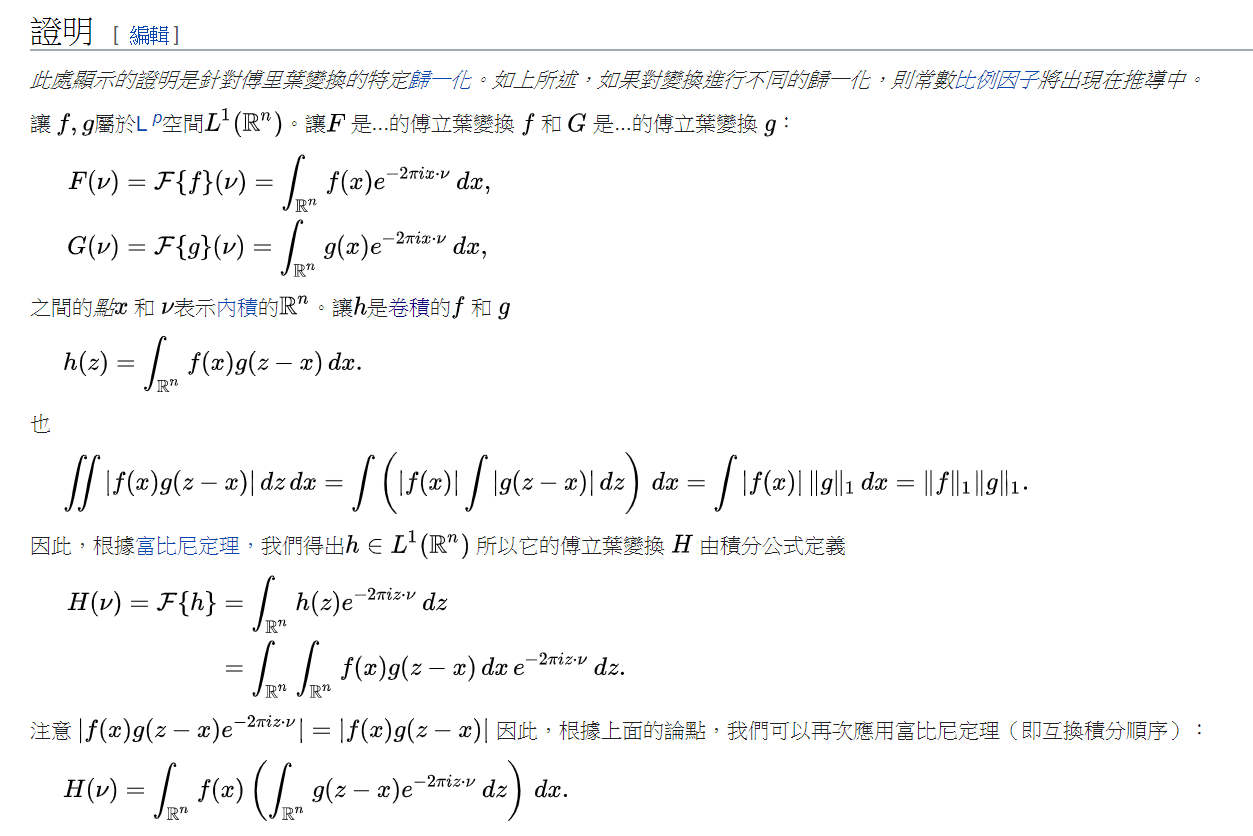 證明 [ 編輯 ]
此處顯示的證明是針對傅里葉變換的特定歸一化。如上所述，如果對變換進行不同的歸一化，則常數比例因子將出現在推導中。
讓 f, g屬於L ᵖ空間L¹(ℝⁿ)。讓F 是...的傅立葉變換 f 和 G 是...的傅立葉變換 g：
F(ν) = ℱ{f}(ν) = ∫_ℝⁿ f(x)e^{−2πix·ν} dx,
G(ν) = ℱ{g}(ν) = ∫_ℝⁿ g(x)e^{−2πix·ν} dx,
之間的點x 和 ν表示內積的ℝⁿ。讓h是卷積的f 和 g
h(z) = ∫_ℝⁿ f(x)g(z − x) dx.
也
∬ |f(x)g(z − x)| dz dx = ∫ (|f(x)| ∫ |g(z − x)| dz) dx = ∫ |f(x)| ‖g‖₁ dx = ‖f‖₁‖g‖₁.
因此，根據富比尼定理，我們得出h ∈ L¹(ℝⁿ) 所以它的傅立葉變換 H 由積分公式定義
H(ν) = ℱ{h} = ∫_ℝⁿ h(z)e^{−2πiz·ν} dz
= ∫_ℝⁿ ∫_ℝⁿ f(x)g(z − x) dx e^{−2πiz·ν} dz.
注意 |f(x)g(z − x)e^{−2πiz·ν}| = |f(x)g(z − x)| 因此，根據上面的論點，我們可以再次應用富比尼定理（即互換積分順序）：
H(ν) = ∫_ℝⁿ f(x) (∫_ℝⁿ g(z − x)e^{−2πiz·ν} dz) dx.